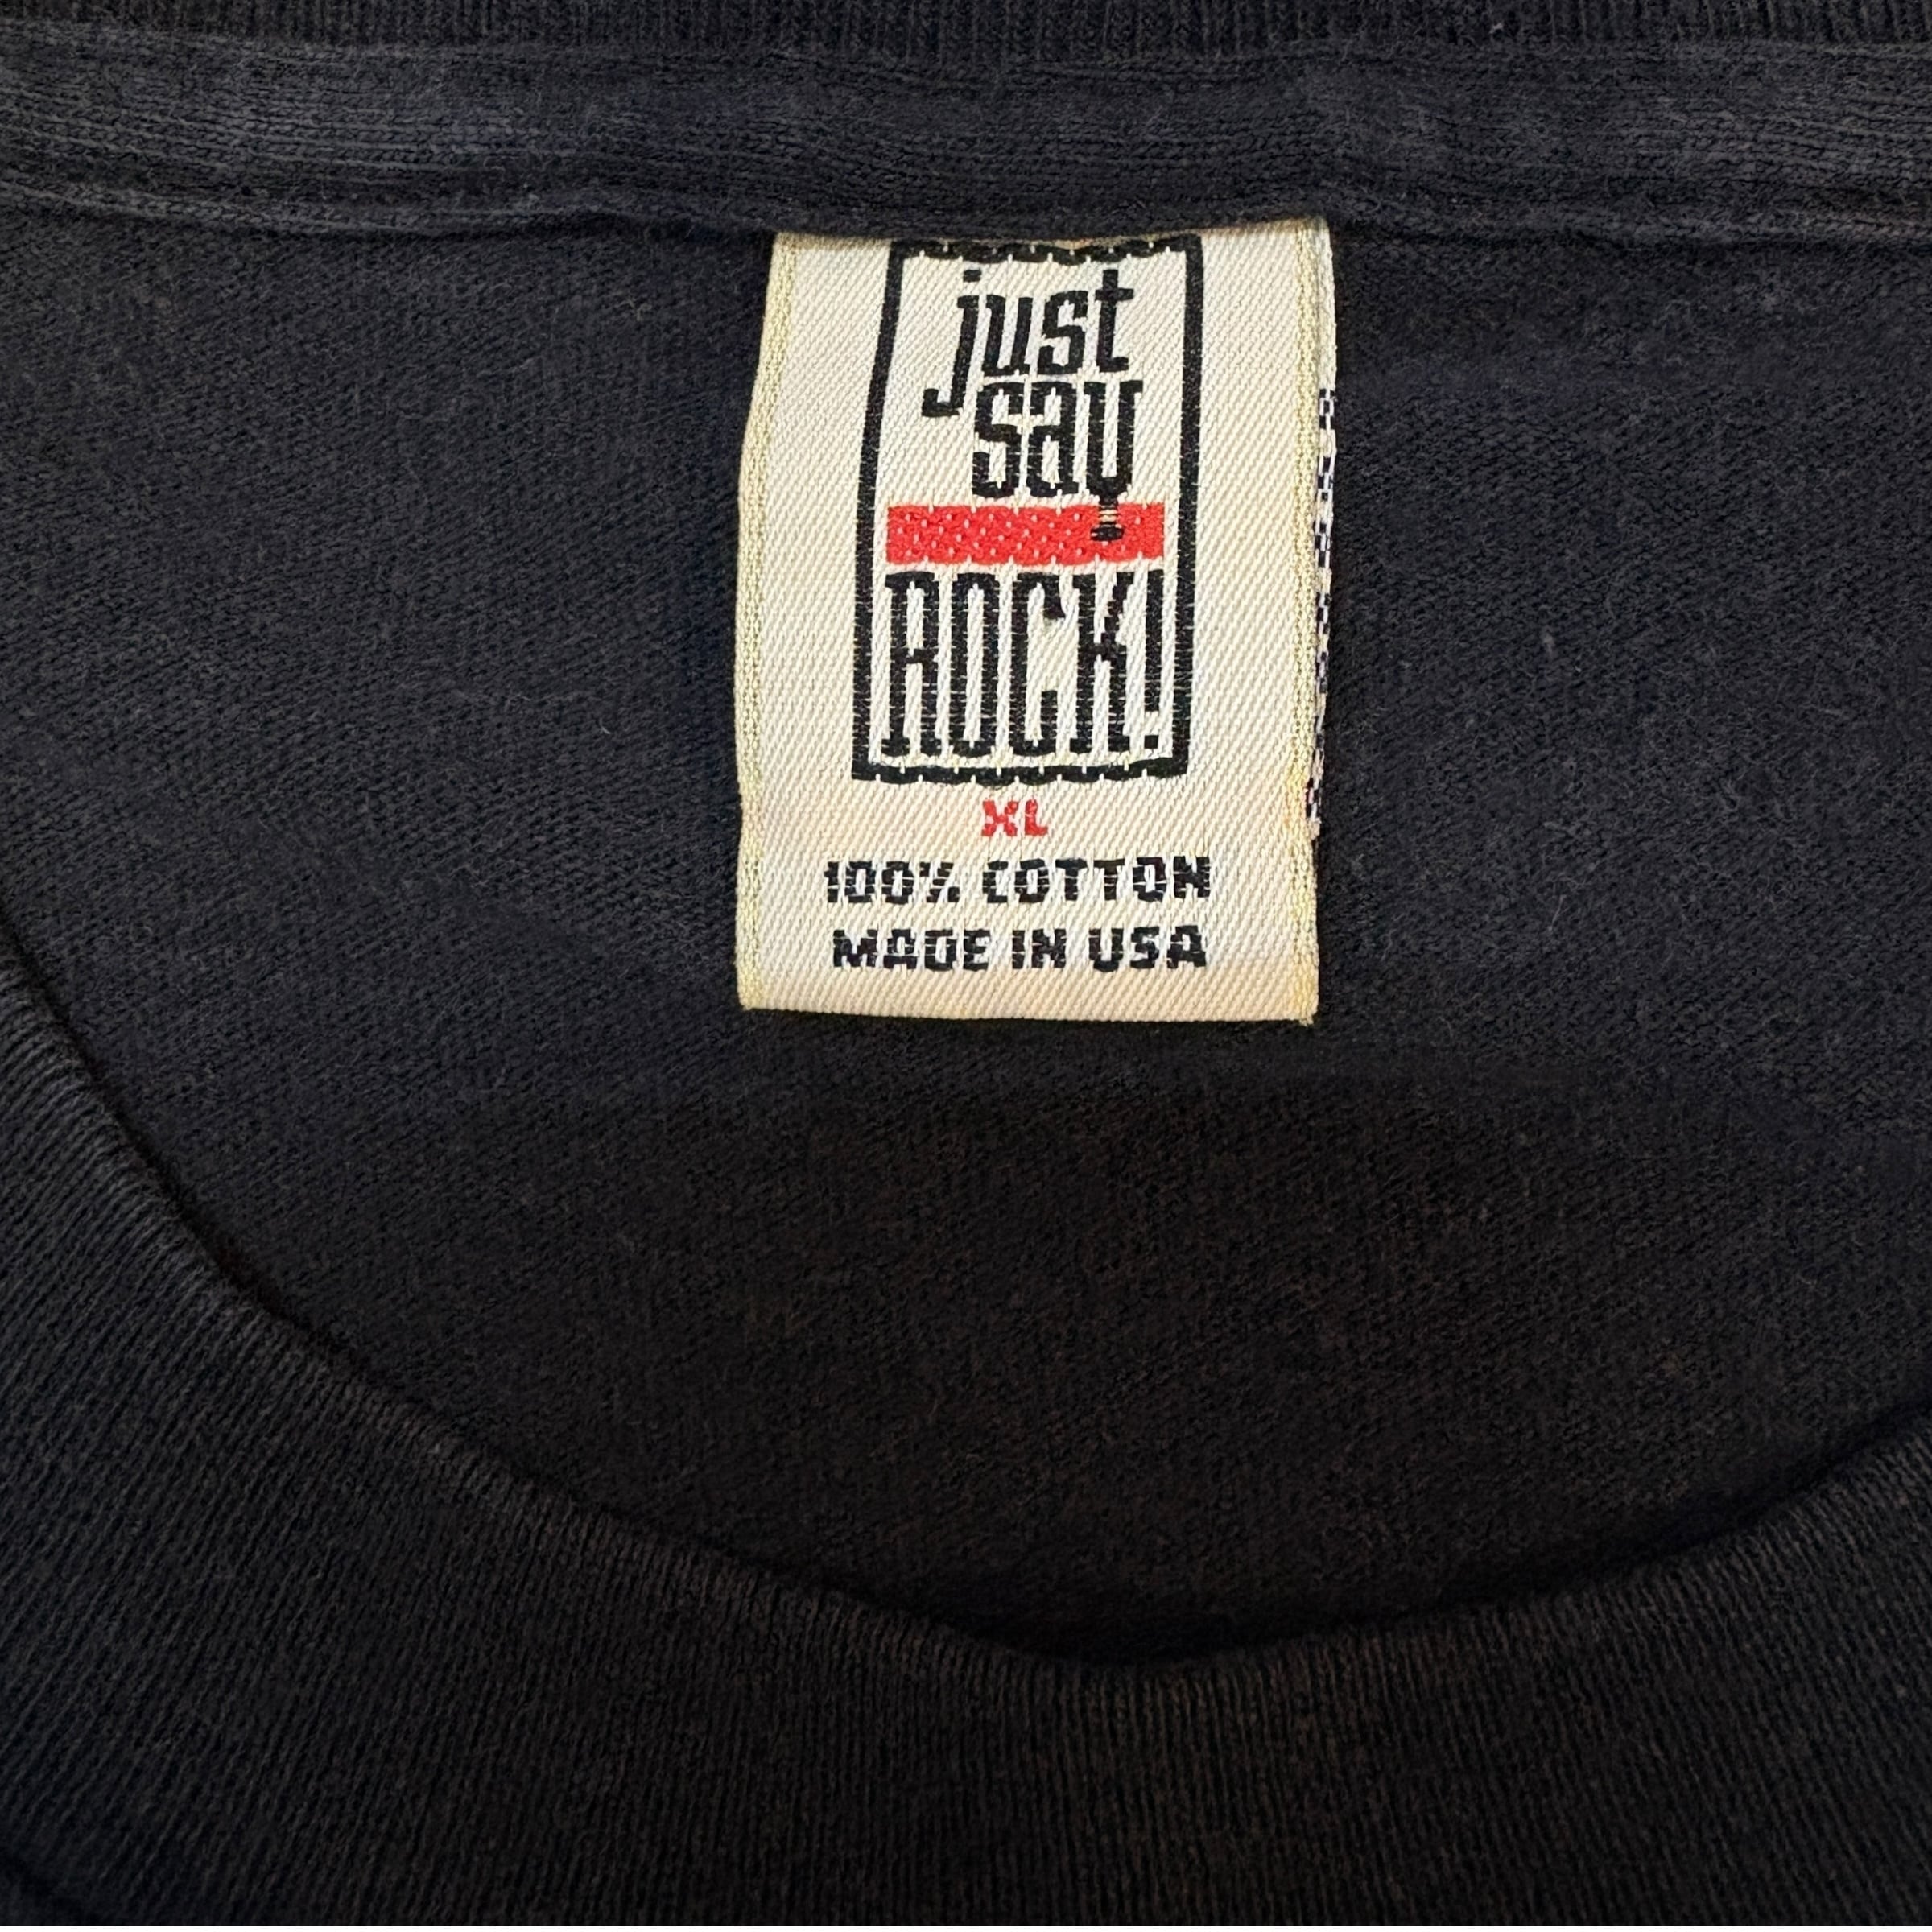 just
say
ROCK!
XL
100% COTTON
MADE IN USA